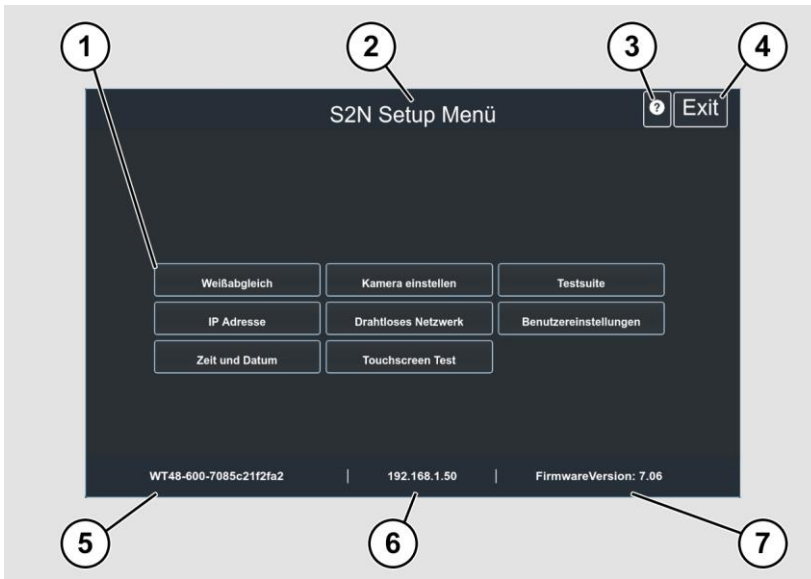 1 2 3 4
S2N Setup Menü ? Exit
Weißabgleich Kamera einstellen Testsuite
IP Adresse Drahtloses Netzwerk Benutzereinstellungen
Zeit und Datum Touchscreen Test
WT48-600-7085c21f2fa2 | 192.168.1.50 | FirmwareVersion: 7.06
5 6 7